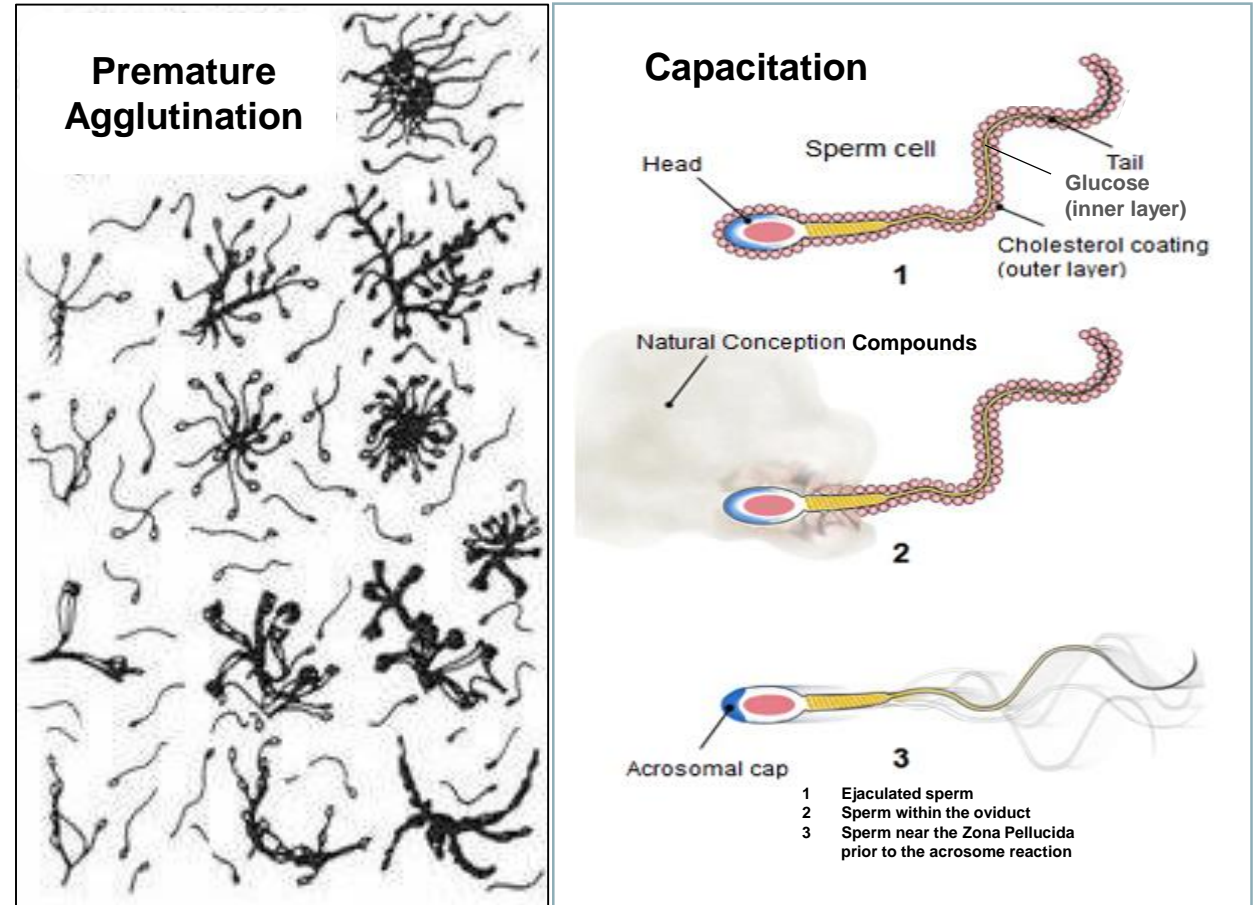 Premature
Agglutination
Capacitation
Sperm cell
Head
Tail
Glucose
(inner layer)
Cholesterol coating
(outer layer)
1
Natural Conception Compounds
2
3
Acrosomal cap
1 Ejaculated sperm
2 Sperm within the oviduct
3 Sperm near the Zona Pellucida
prior to the acrosome reaction